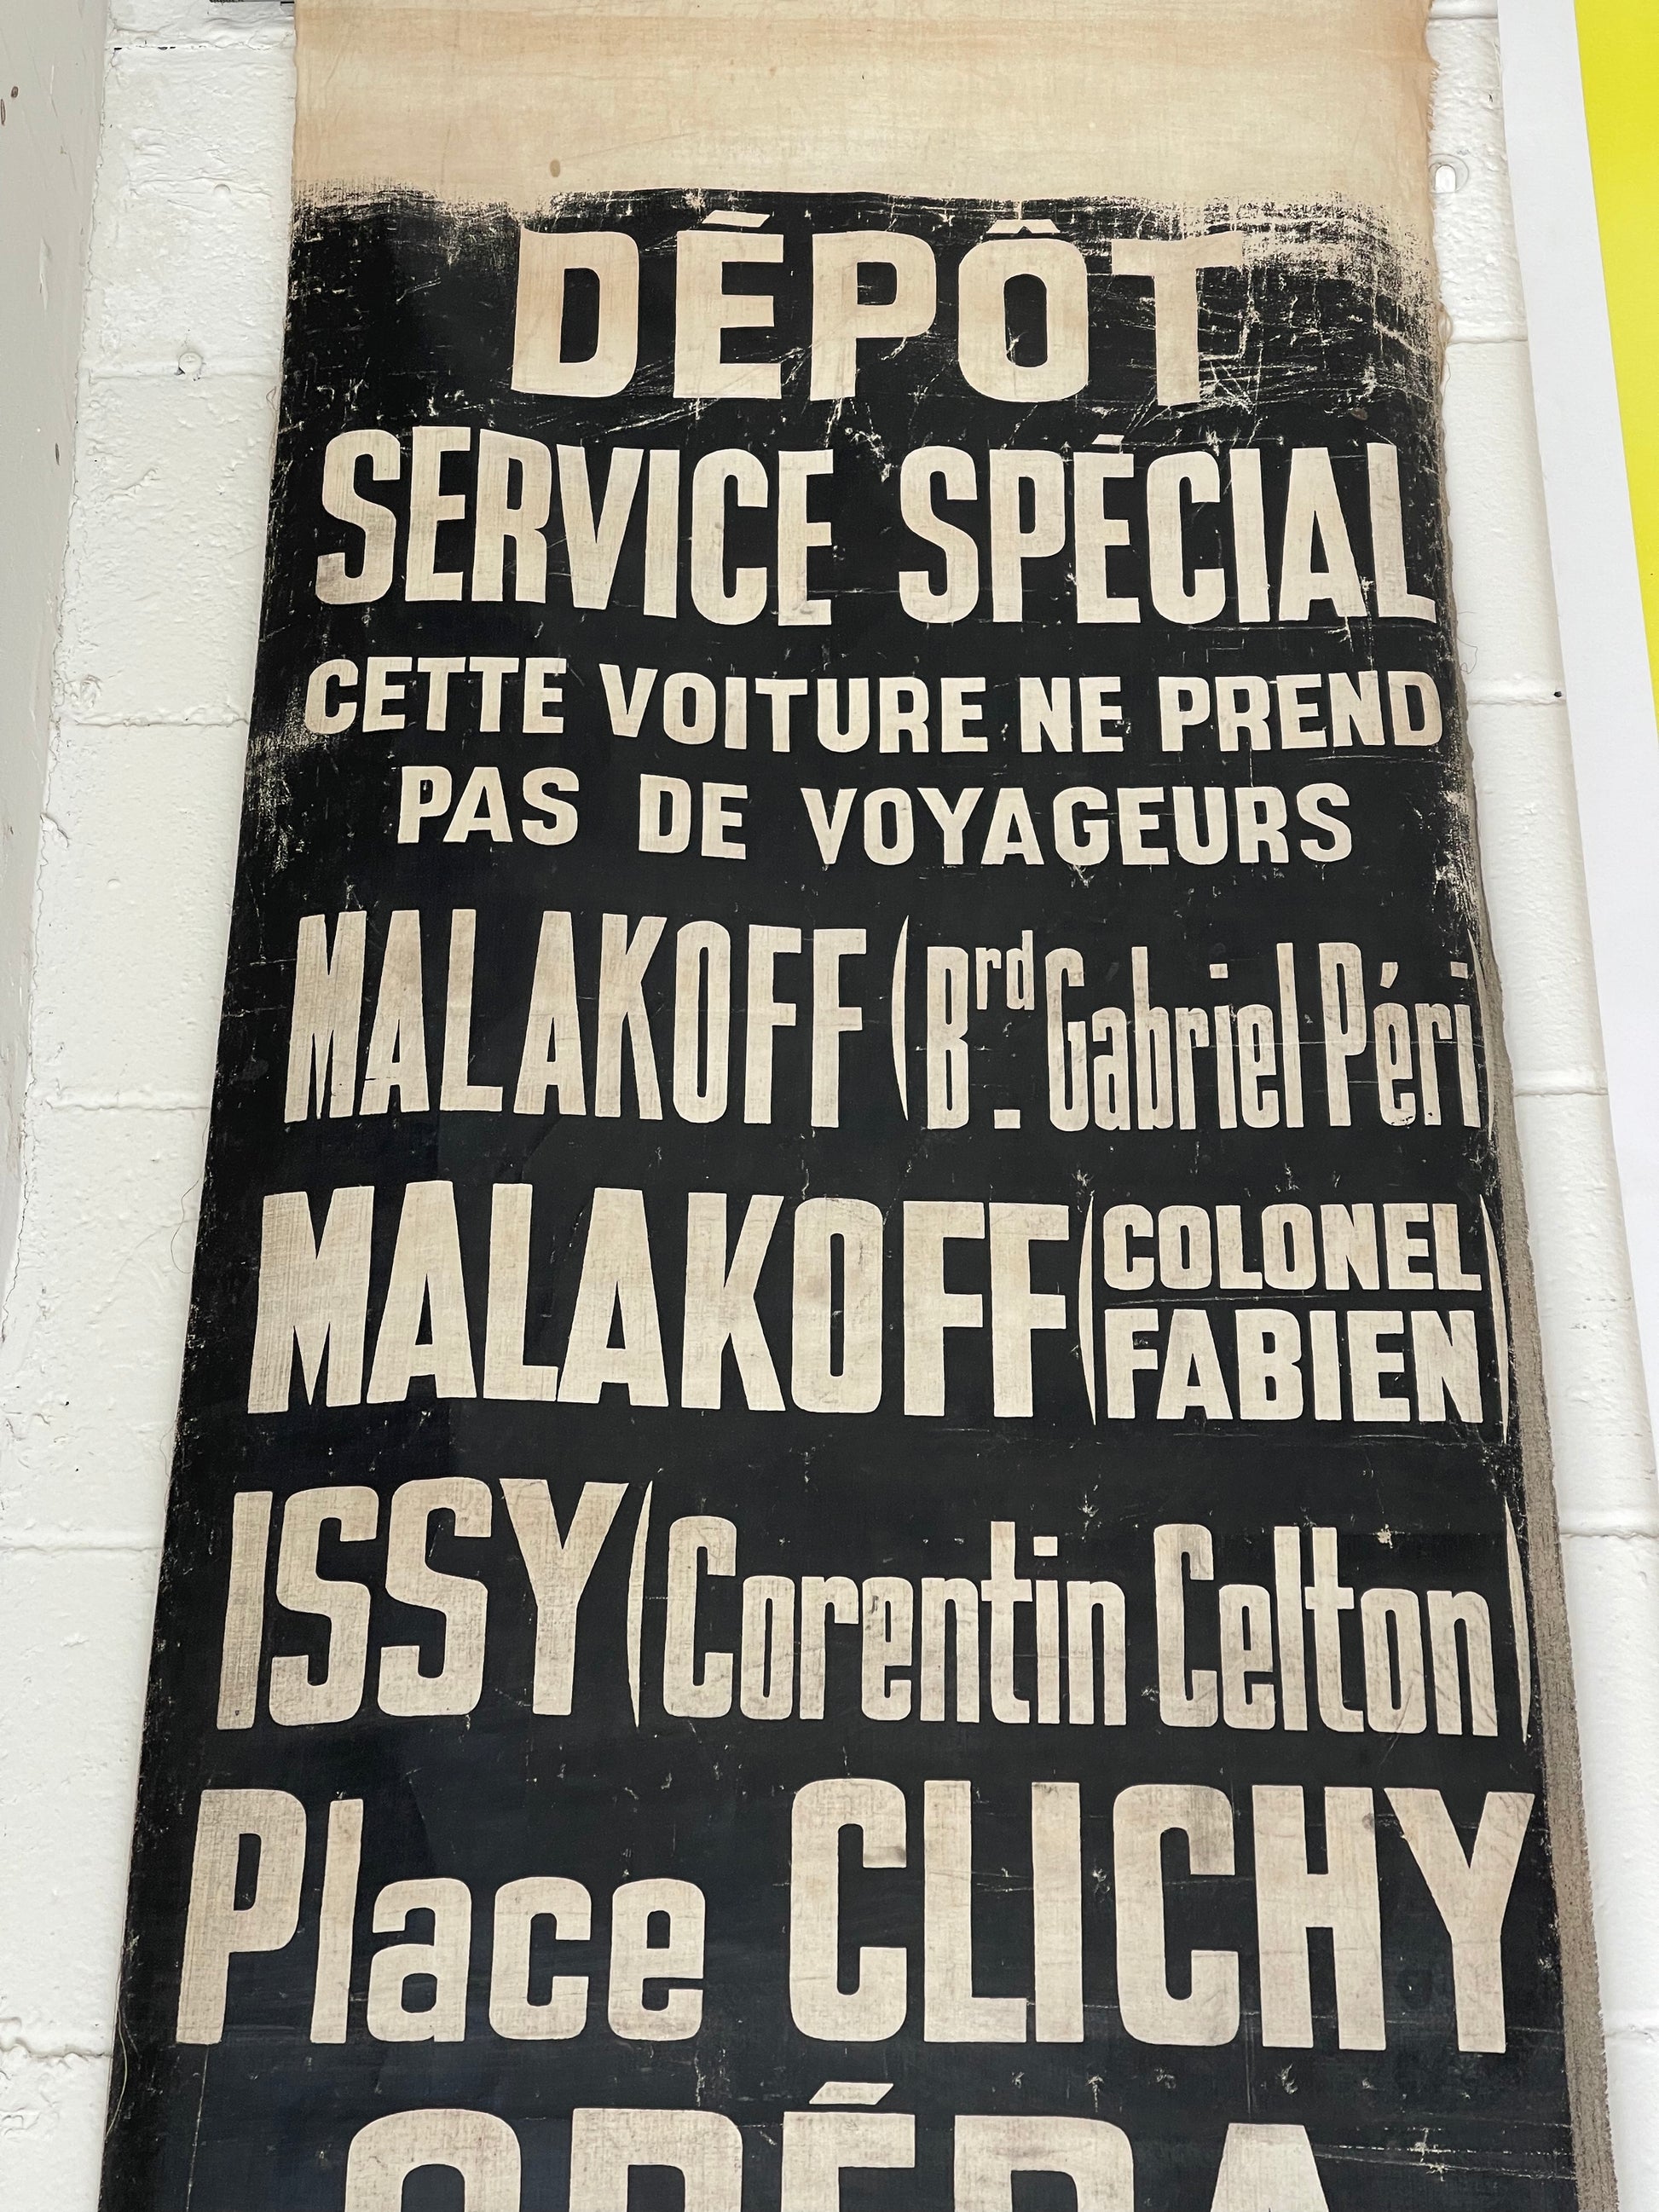 DÉPÔT
SERVICE SPÉCIAL
CETTE VOITURE NE PREND
PAS DE VOYAGEURS
MALAKOFF (Brd. Gabriel Péri)
MALAKOFF (COLONEL
FABIEN)
ISSY (Corentin Celton)
Place CLICHY
OPÉRA